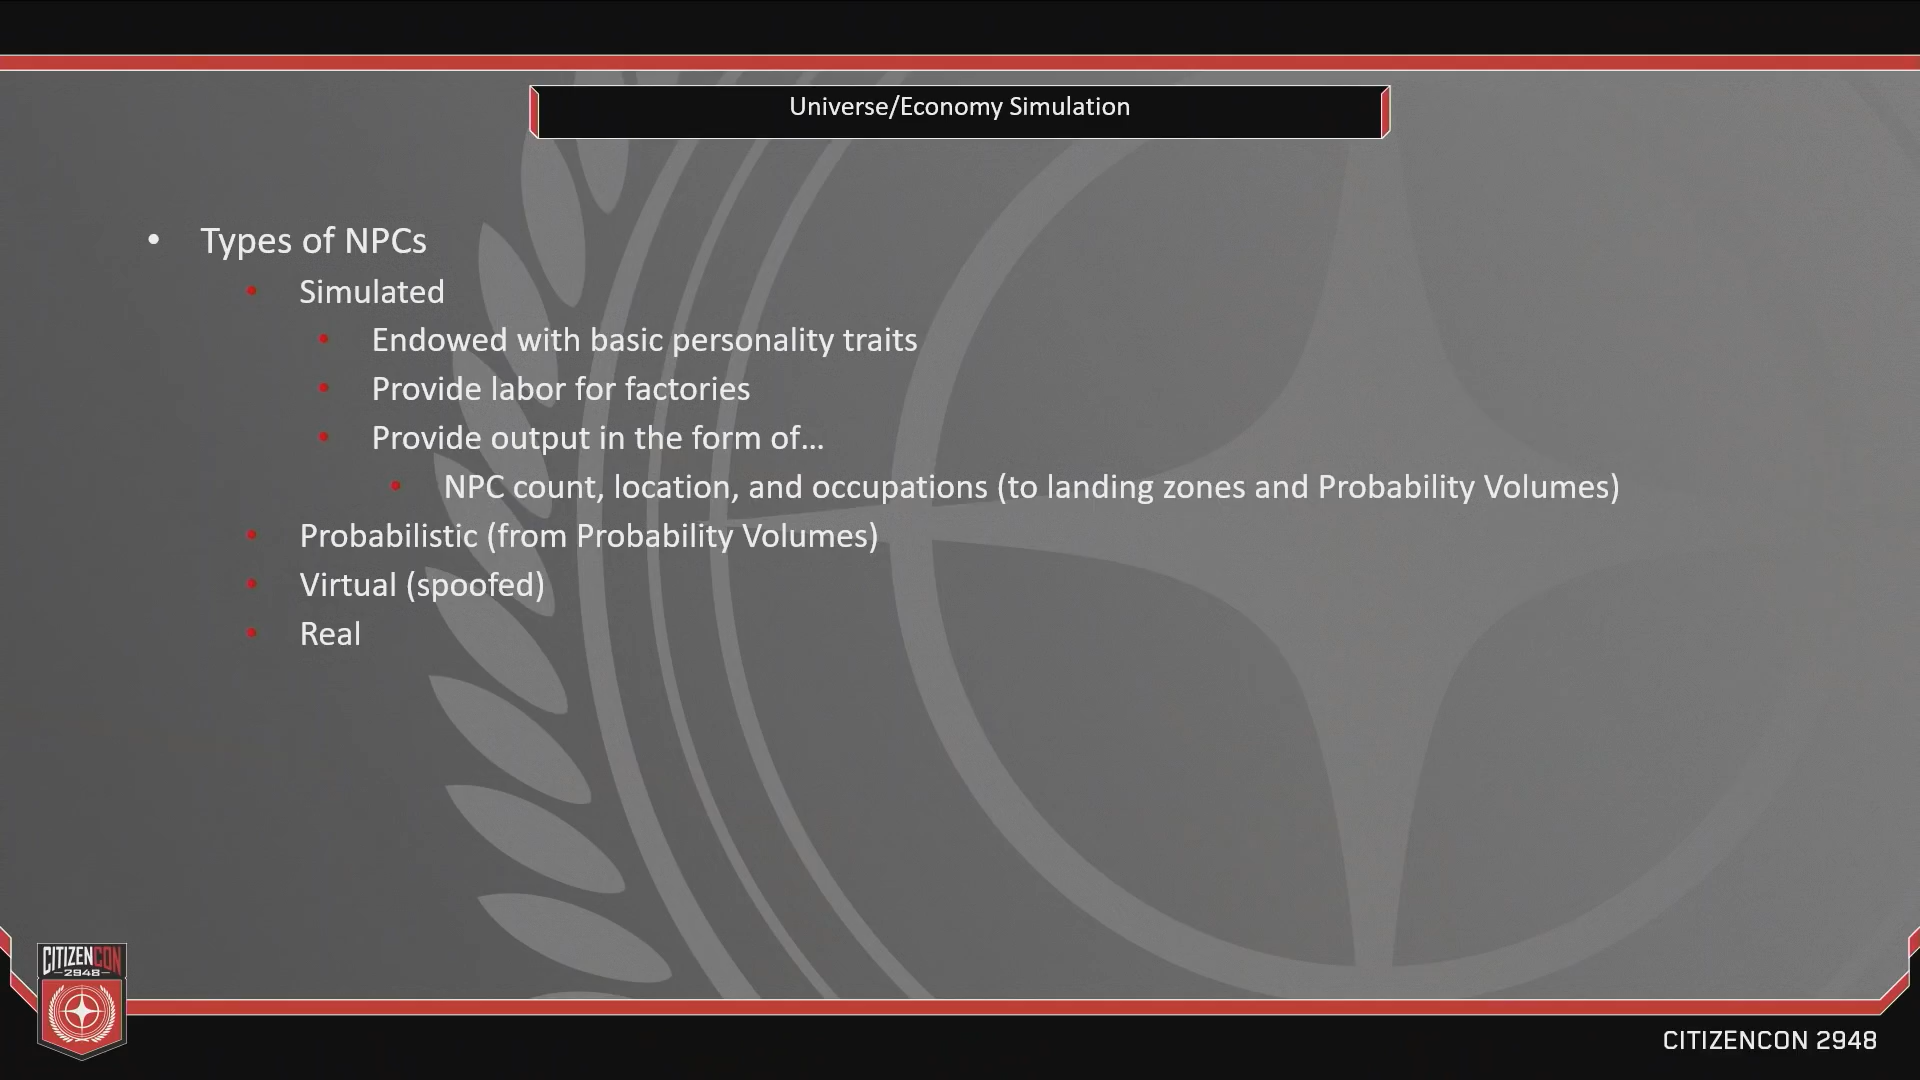 Universe/Economy Simulation
• Types of NPCs
• Simulated
• Endowed with basic personality traits
• Provide labor for factories
• Provide output in the form of…
• NPC count, location, and occupations (to landing zones and Probability Volumes)
• Probabilistic (from Probability Volumes)
• Virtual (spoofed)
• Real
CITIZENCON
2948
CITIZENCON 2948